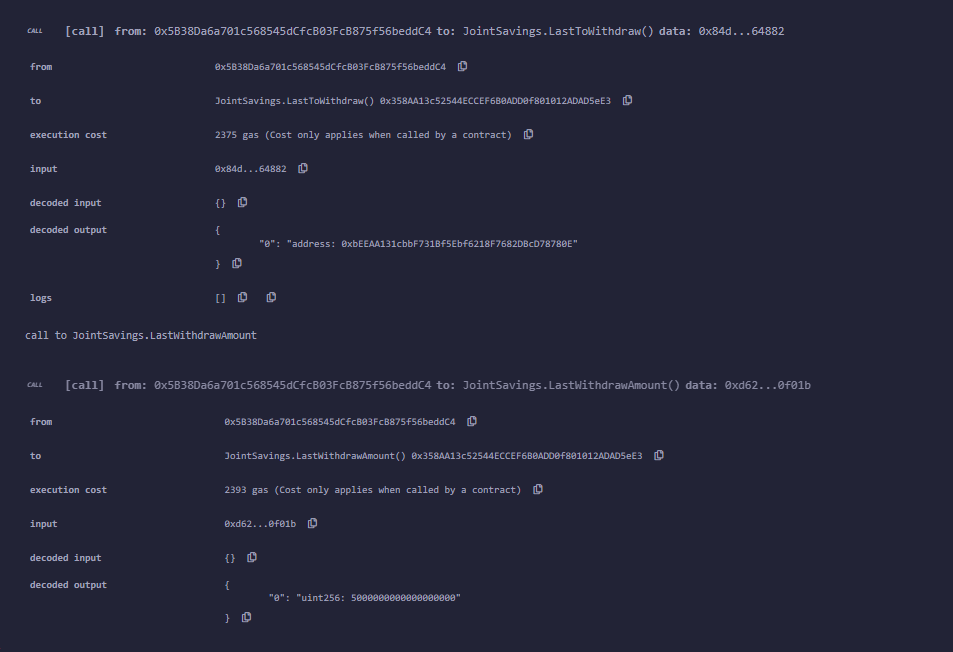 CALL [call] from: 0x5B38Da6a701c568545dCfcB03FcB875f56beddC4 to: JointSavings.LastToWithdraw() data: 0x84d...64882
from 0x5B38Da6a701c568545dCfcB03FcB875f56beddC4
to JointSavings.LastToWithdraw() 0x358AA13c52544ECCEF6B0ADD0f801012ADAD5eE3
execution cost 2375 gas (Cost only applies when called by a contract)
input 0x84d...64882
decoded input {}
decoded output {
"0": "address: 0xbEEAA131cbbF731Bf5Ebf6218F7682DBcD78780E"
}
logs []
call to JointSavings.LastWithdrawAmount
CALL [call] from: 0x5B38Da6a701c568545dCfcB03FcB875f56beddC4 to: JointSavings.LastWithdrawAmount() data: 0xd62...0f01b
from 0x5B38Da6a701c568545dCfcB03FcB875f56beddC4
to JointSavings.LastWithdrawAmount() 0x358AA13c52544ECCEF6B0ADD0f801012ADAD5eE3
execution cost 2393 gas (Cost only applies when called by a contract)
input 0xd62...0f01b
decoded input {}
decoded output {
"0": "uint256: 5000000000000000000"
}